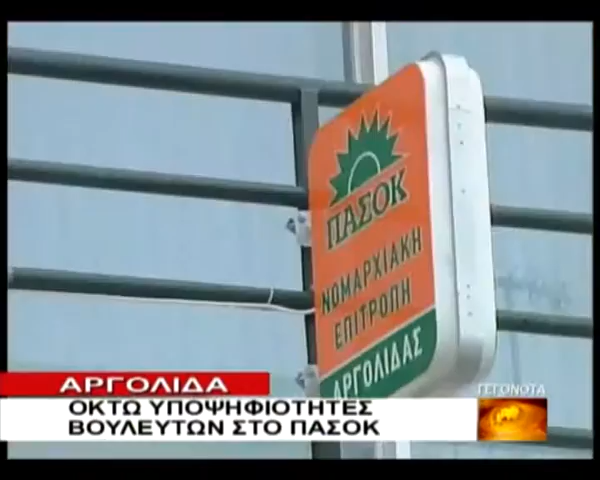 ΠΑΣΟΚ
ΝΟΜΑΡΧΙΑΚΗ
ΕΠΙΤΡΟΠΗ
ΑΡΓΟΛΙΔΑΣ
ΑΡΓΟΛΙΔΑ
ΓΕΓΟΝΟΤΑ
ΟΚΤΩ ΥΠΟΨΗΦΙΟΤΗΤΕΣ
ΒΟΥΛΕΥΤΩΝ ΣΤΟ ΠΑΣΟΚ